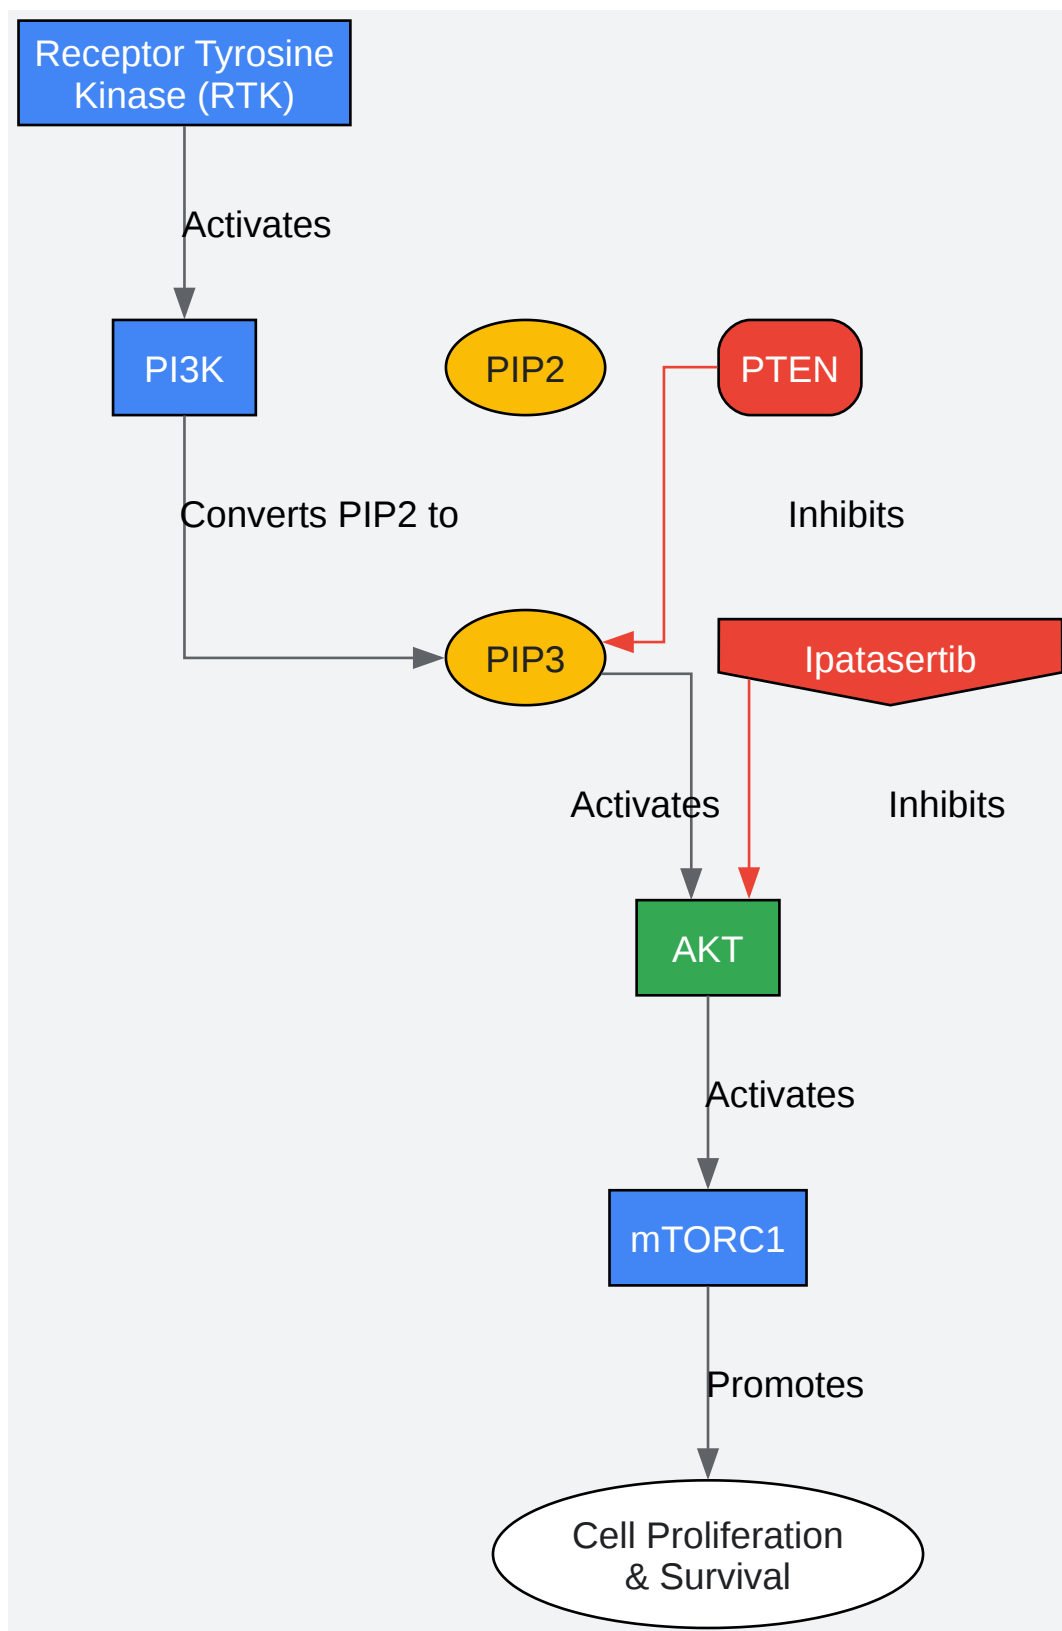 Receptor Tyrosine
Kinase (RTK)
Activates
PI3K
PIP2
PTEN
Converts PIP2 to
Inhibits
PIP3
Ipatasertib
Activates
Inhibits
AKT
Activates
mTORC1
Promotes
Cell Proliferation
& Survival